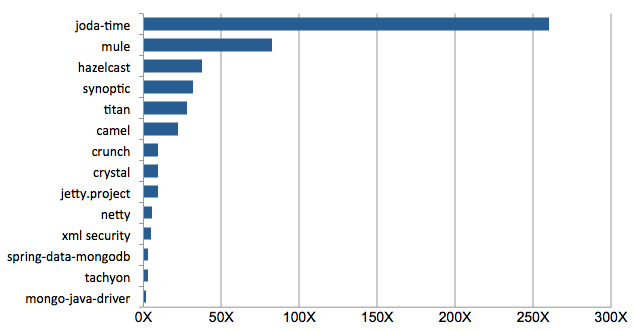 joda-time
mule
hazelcast
synoptic
titan
camel
crunch
crystal
jetty.project
netty
xml security
spring-data-mongodb
tachyon
mongo-java-driver
0X 50X 100X 150X 200X 250X 300X